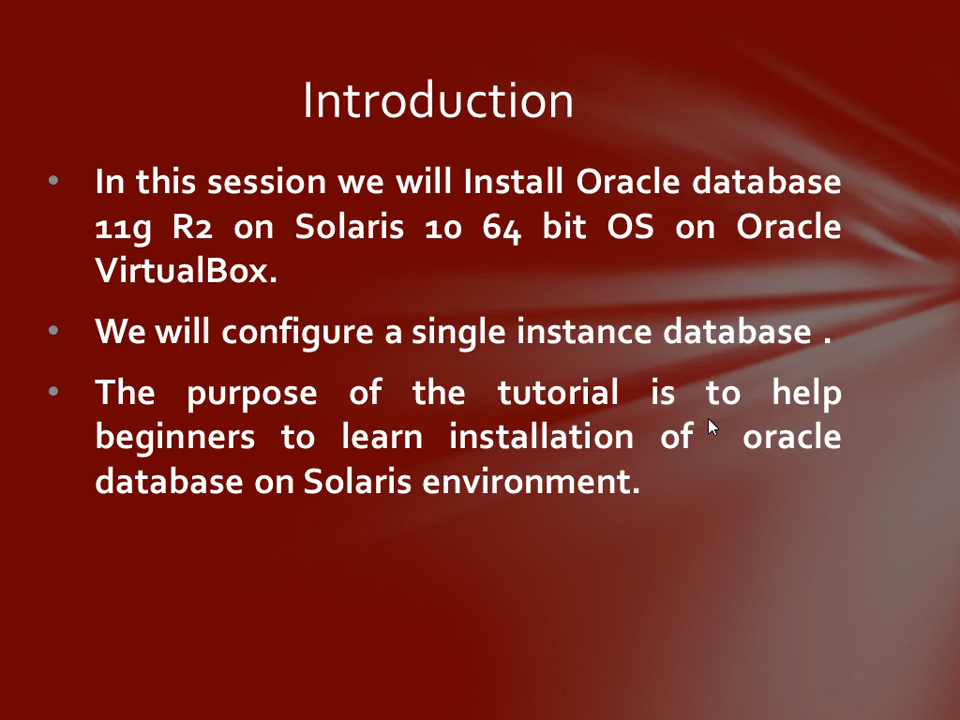 Introduction
• In this session we will Install Oracle database
11g R2 on Solaris 10 64 bit OS on Oracle
VirtualBox.
• We will configure a single instance database .
• The purpose of the tutorial is to help
beginners to learn installation of oracle
database on Solaris environment.